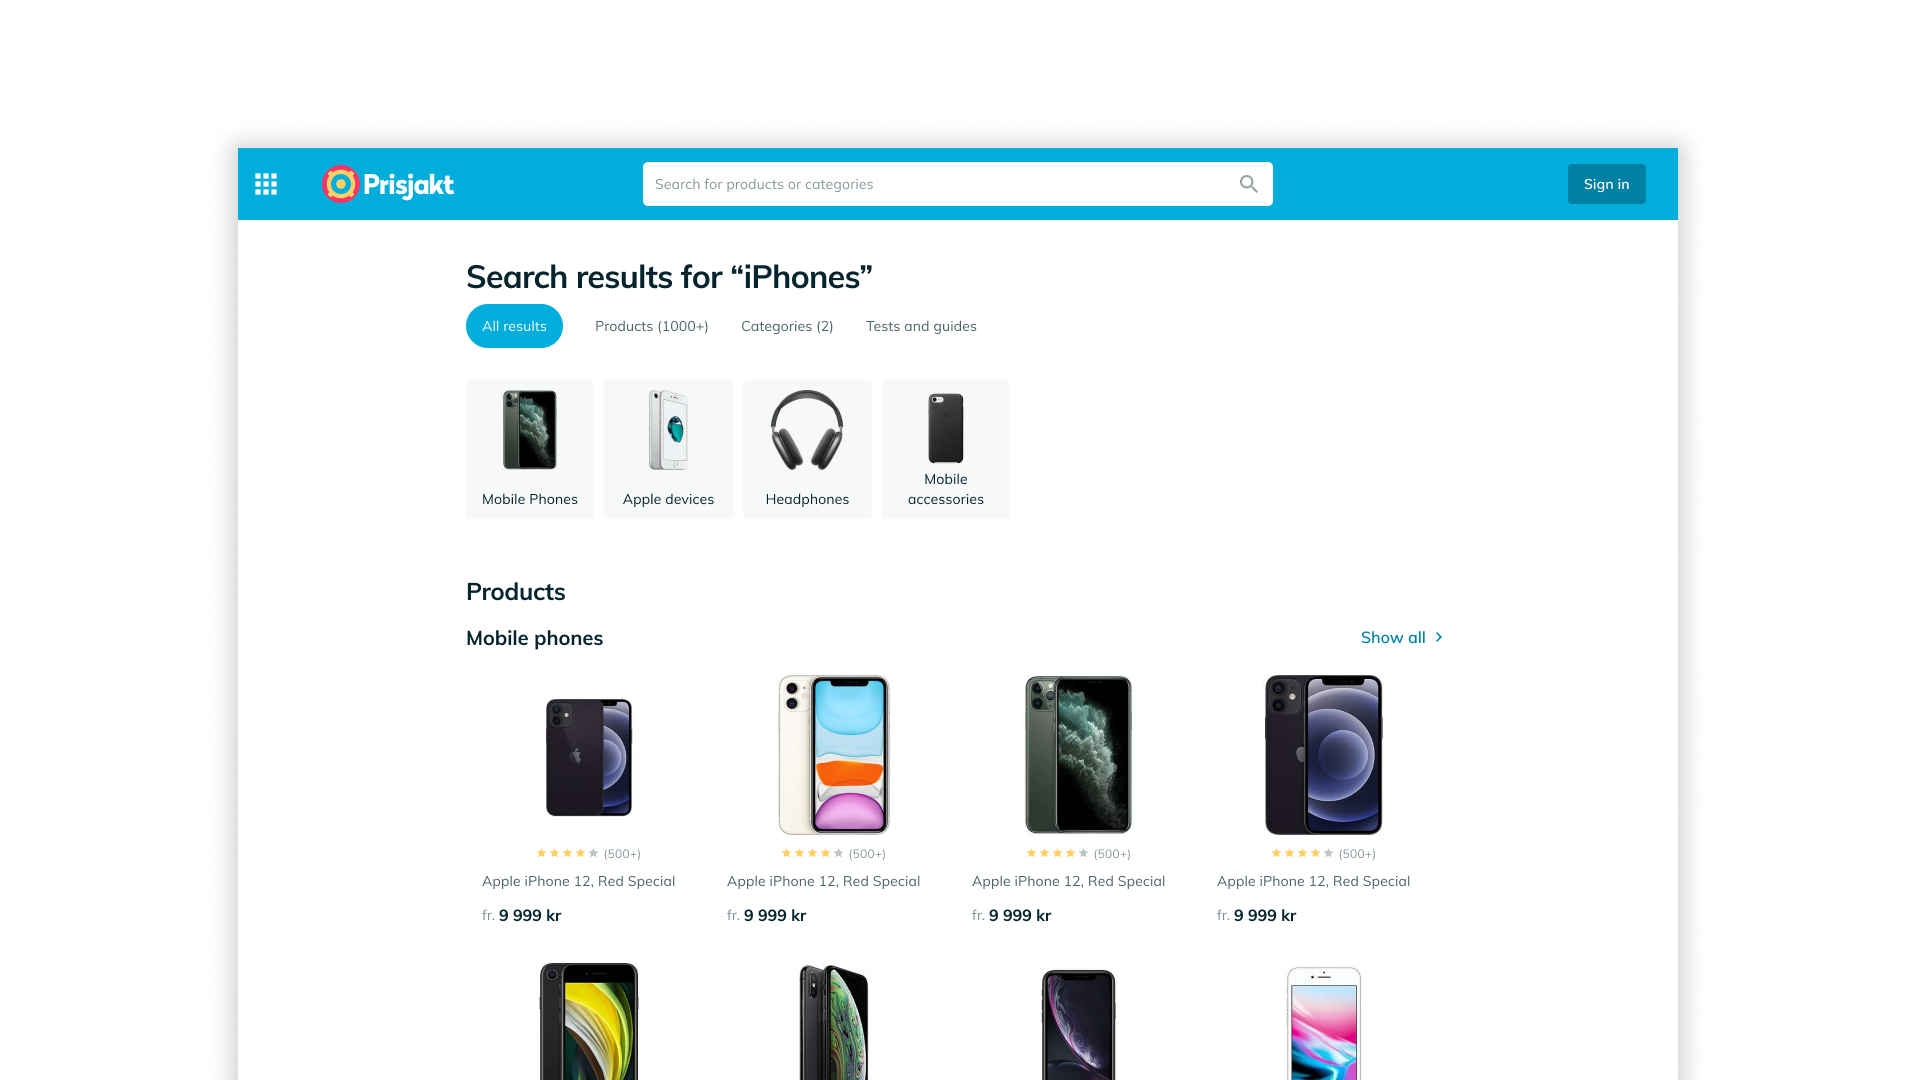 Prisjakt
Search for products or categories
Sign in
Search results for “iPhones”
All results
Products (1000+)
Categories (2)
Tests and guides
Mobile Phones
Apple devices
Headphones
Mobile
accessories
Products
Mobile phones
Show all
(500+)
(500+)
(500+)
(500+)
Apple iPhone 12, Red Special
Apple iPhone 12, Red Special
Apple iPhone 12, Red Special
Apple iPhone 12, Red Special
fr. 9 999 kr
fr. 9 999 kr
fr. 9 999 kr
fr. 9 999 kr